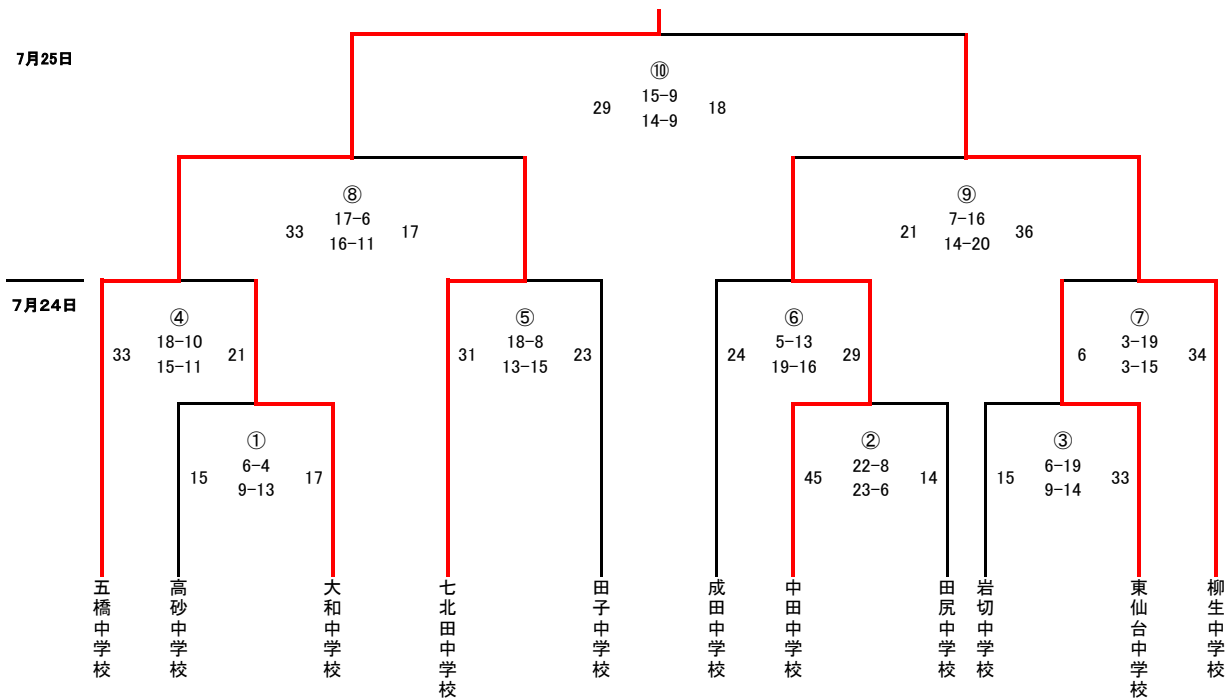 7月25日
⑩
29 15-9 18
14-9
⑧
33 17-6 17
16-11
⑨
21 7-16 36
14-20
7月24日
④
33 18-10 21
15-11
⑤
31 18-8 23
13-15
⑥
24 5-13 29
19-16
⑦
6 3-19 34
3-15
①
15 6-4 17
9-13
②
45 22-8 14
23-6
③
15 6-19 33
9-14
五橋中学校
高砂中学校
大和中学校
七北田中学校
田子中学校
成田中学校
中田中学校
田尻中学校
岩切中学校
東仙台中学校
柳生中学校